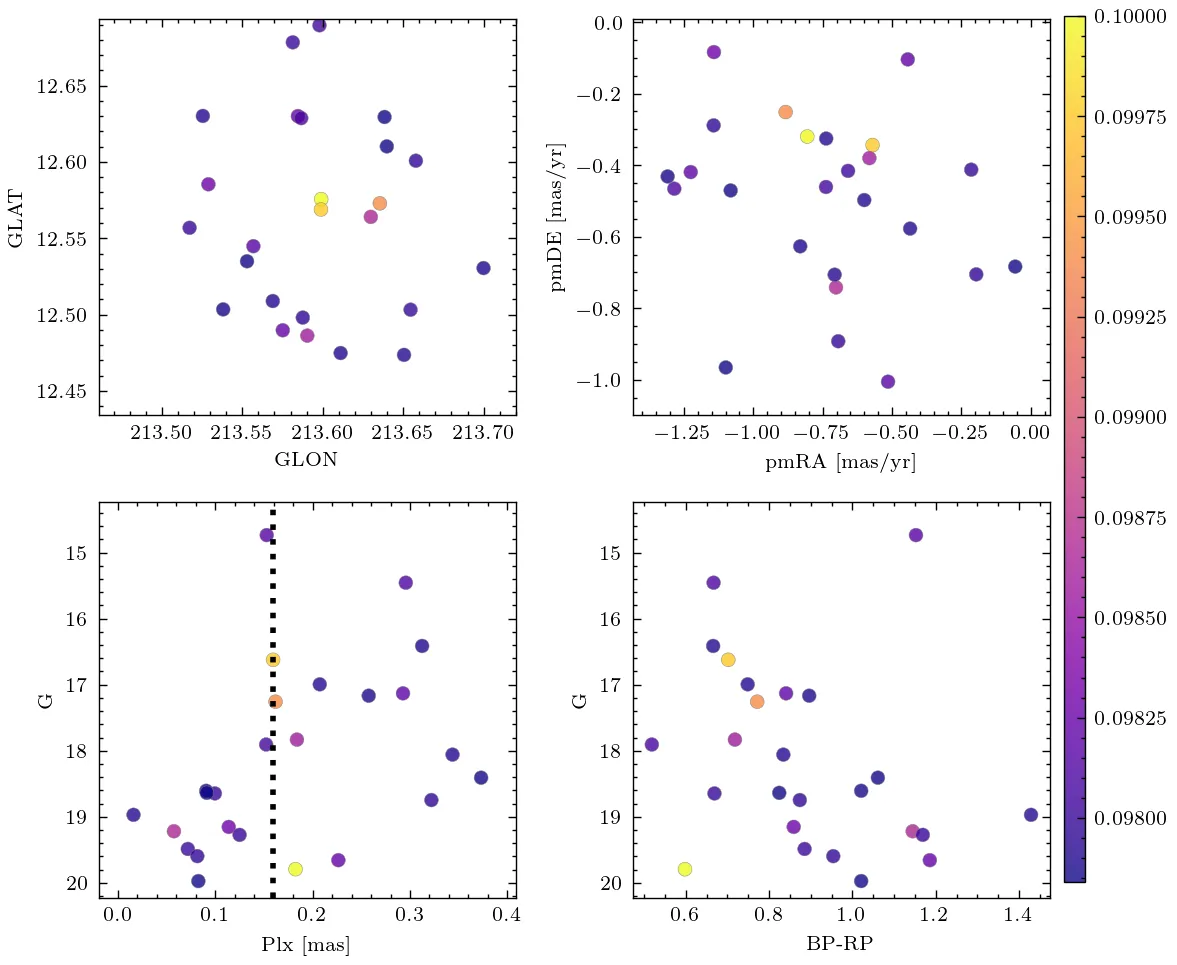 12.65
12.60
12.55
12.50
12.45
GLAT
213.50 213.55 213.60 213.65 213.70
GLON
0.0
−0.2
−0.4
−0.6
−0.8
−1.0
pmDE [mas/yr]
−1.25 −1.00 −0.75 −0.50 −0.25 0.00
pmRA [mas/yr]
0.10000
0.09975
0.09950
0.09925
0.09900
0.09875
0.09850
0.09825
0.09800
15
16
17
18
19
20
G
0.0 0.1 0.2 0.3 0.4
Plx [mas]
15
16
17
18
19
20
G
0.6 0.8 1.0 1.2 1.4
BP-RP